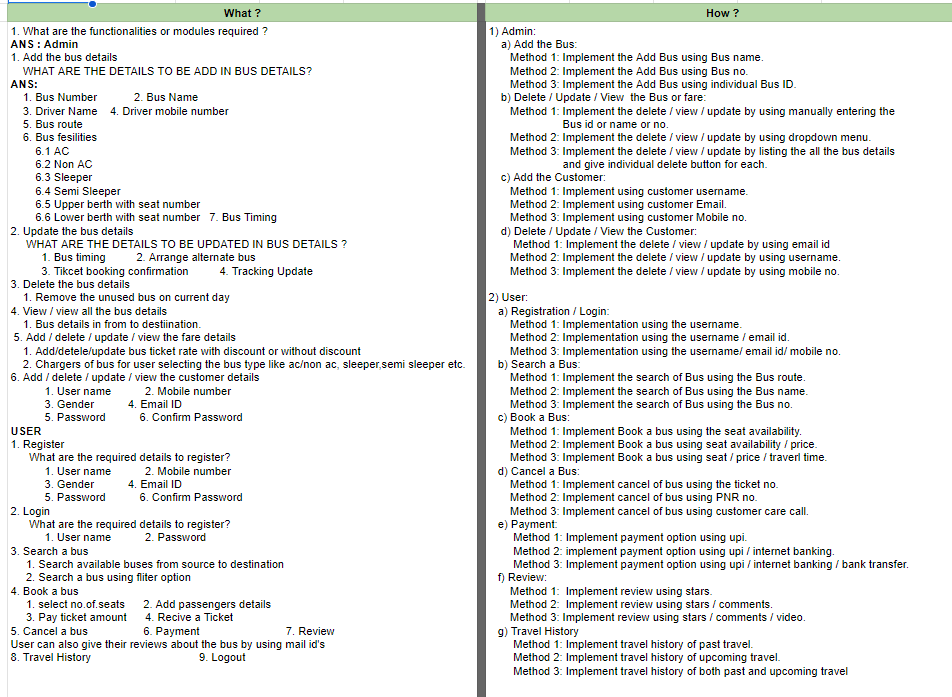 What ?
1. What are the functionalities or modules required ?
ANS : Admin
1. Add the bus details
WHAT ARE THE DETAILS TO BE ADD IN BUS DETAILS?
ANS:
1. Bus Number 2. Bus Name
3. Driver Name 4. Driver mobile number
5. Bus route
6. Bus fesilities
6.1 AC
6.2 Non AC
6.3 Sleeper
6.4 Semi Sleeper
6.5 Upper berth with seat number
6.6 Lower berth with seat number 7. Bus Timing
2. Update the bus details
WHAT ARE THE DETAILS TO BE UPDATED IN BUS DETAILS ?
1. Bus timing 2. Arrange alternate bus
3. Tikcet booking confirmation 4. Tracking Update
3. Delete the bus details
1. Remove the unused bus on current day
4. View / view all the bus details
1. Bus details in from to destiination.
5. Add / delete / update / view the fare details
1. Add/detele/update bus ticket rate with discount or without discount
2. Chargers of bus for user selecting the bus type like ac/non ac, sleeper,semi sleeper etc.
6. Add / delete / update / view the customer details
1. User name 2. Mobile number
3. Gender 4. Email ID
5. Password 6. Confirm Password
USER
1. Register
What are the required details to register?
1. User name 2. Mobile number
3. Gender 4. Email ID
5. Password 6. Confirm Password
2. Login
What are the required details to register?
1. User name 2. Password
3. Search a bus
1. Search available buses from source to destination
2. Search a bus using fliter option
4. Book a bus
1. select no.of.seats 2. Add passengers details
3. Pay ticket amount 4. Recive a Ticket
5. Cancel a bus 6. Payment 7. Review
User can also give their reviews about the bus by using mail id's
8. Travel History 9. Logout
How ?
1) Admin:
a) Add the Bus:
Method 1: Implement the Add Bus using Bus name.
Method 2: Implement the Add Bus using Bus no.
Method 3: Implement the Add Bus using individual Bus ID.
b) Delete / Update / View the Bus or fare:
Method 1: Implement the delete / view / update by using manually entering the
Bus id or name or no.
Method 2: Implement the delete / view / update by using dropdown menu.
Method 3: Implement the delete / view / update by listing the all the bus details
and give individual delete button for each.
c) Add the Customer:
Method 1: Implement using customer username.
Method 2: Implement using customer Email.
Method 3: Implement using customer Mobile no.
d) Delete / Update / View the Customer:
Method 1: Implement the delete / view / update by using email id
Method 2: Implement the delete / view / update by using username.
Method 3: Implement the delete / view / update by using mobile no.
2) User:
a) Registration / Login:
Method 1: Implementation using the username.
Method 2: Implementation using the username / email id.
Method 3: Implementation using the username/ email id/ mobile no.
b) Search a Bus:
Method 1: Implement the search of Bus using the Bus route.
Method 2: Implement the search of Bus using the Bus name.
Method 3: Implement the search of Bus using the Bus no.
c) Book a Bus:
Method 1: Implement Book a bus using the seat availability.
Method 2: Implement Book a bus using seat availability / price.
Method 3: Implement Book a bus using seat / price / traverl time.
d) Cancel a Bus:
Method 1: Implement cancel of bus using the ticket no.
Method 2: Implement cancel of bus using PNR no.
Method 3: Implement cancel of bus using customer care call.
e) Payment:
Method 1: Implement payment option using upi.
Method 2: implement payment option using upi / internet banking.
Method 3: Implement payment option using upi / internet banking / bank transfer.
f) Review:
Method 1: Implement review using stars.
Method 2: Implement review using stars / comments.
Method 3: Implement review using stars / comments / video.
g) Travel History
Method 1: Implement travel history of past travel.
Method 2: Implement travel history of upcoming travel.
Method 3: Implement travel history of both past and upcoming travel